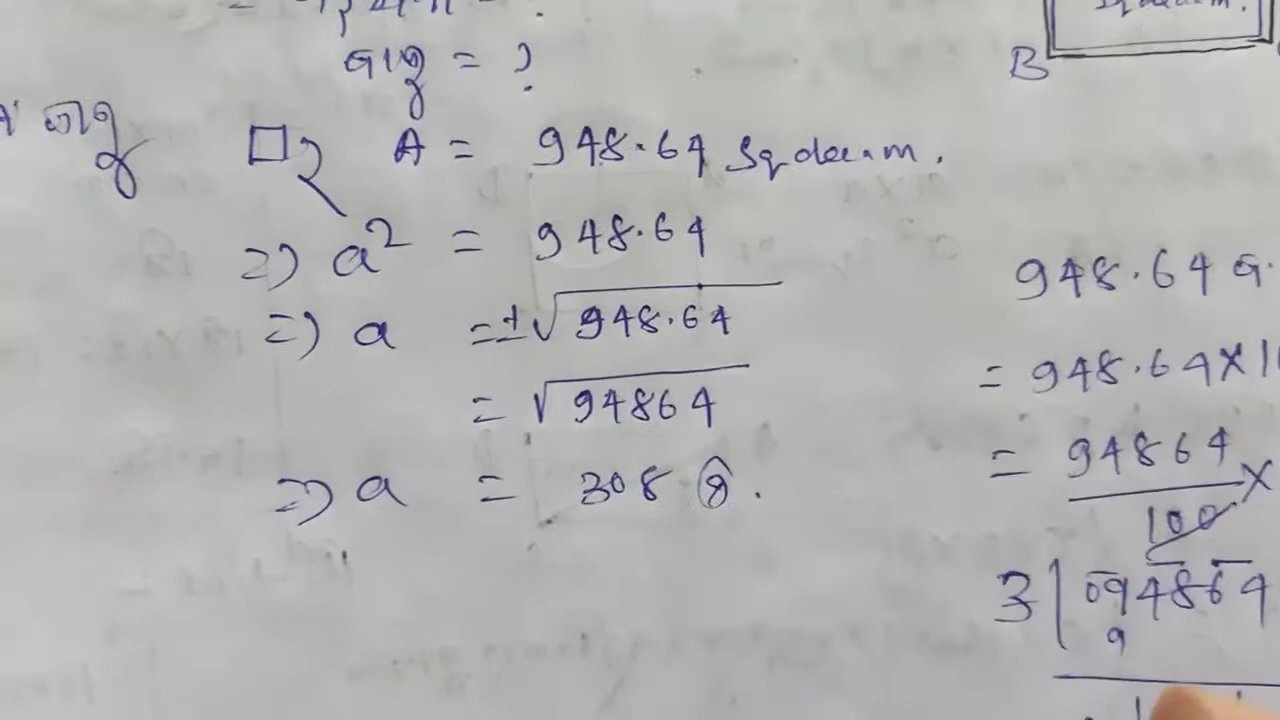 ବାହୁ = ?
ବାହୁ A = 948.64 Sq decam.
=) a² = 948.64
=) a = ±√948.64
= √94864
=) a = 308 ମି.
B
948.64 ବ.
= 948.64 × 1
= 94864 ×
100
3 094864
9